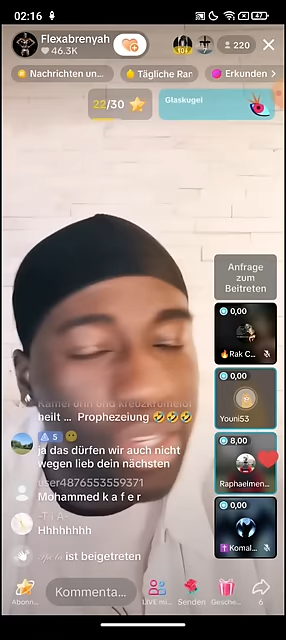 02:16
47
Flexabrenyah
46.3K
220
Nachrichten un...
Tägliche Ran
Erkunden >
22/30
Glaskugel
Anfrage
zum
Beitreten
0,00
Rak C...
0,00
Youni53
8,00
Raphaelmen...
0,00
Komal...
heilt ... Prophezeiung 🤣🤣🤣
5
ja das dürfen wir auch nicht
wegen lieb dein nächsten
user4876553559371
Mohammed k a f e r
-T i A-
Hhhhhhhh
ist beigetreten
Abonn...
Kommenta...
LIVE mi...
Senden
Gesche...
6